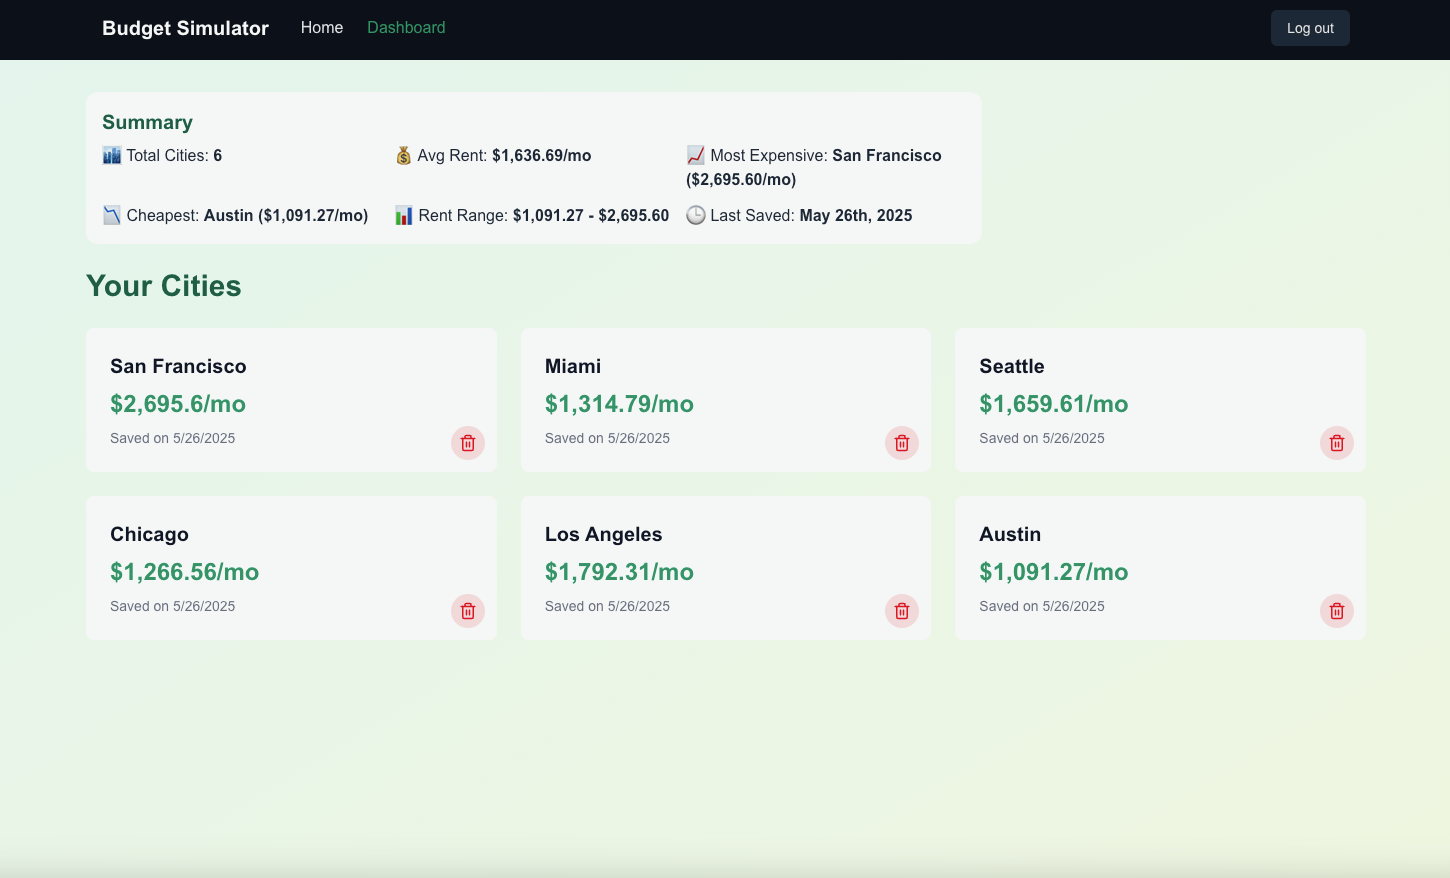 Budget Simulator Home Dashboard Log out
Summary
Total Cities: 6
Avg Rent: $1,636.69/mo
Most Expensive: San Francisco
($2,695.60/mo)
Cheapest: Austin ($1,091.27/mo)
Rent Range: $1,091.27 - $2,695.60
Last Saved: May 26th, 2025
Your Cities
San Francisco
$2,695.6/mo
Saved on 5/26/2025
Miami
$1,314.79/mo
Saved on 5/26/2025
Seattle
$1,659.61/mo
Saved on 5/26/2025
Chicago
$1,266.56/mo
Saved on 5/26/2025
Los Angeles
$1,792.31/mo
Saved on 5/26/2025
Austin
$1,091.27/mo
Saved on 5/26/2025